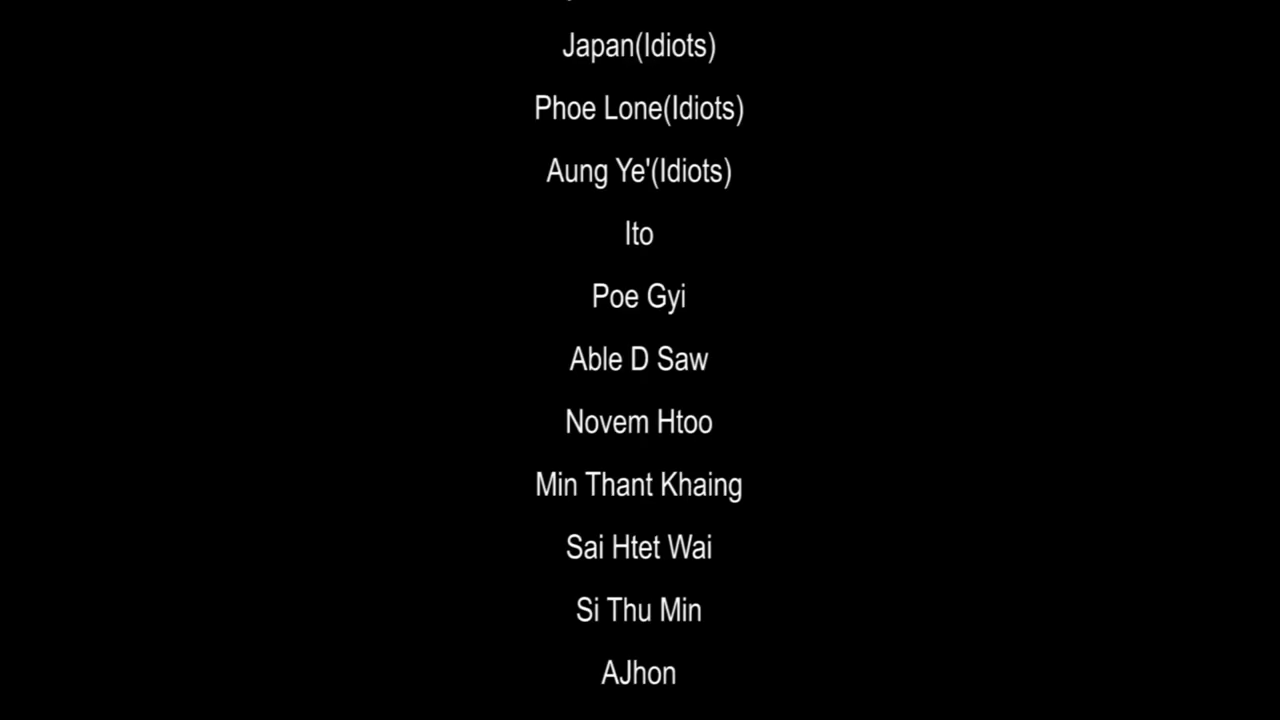 Japan(Idiots)
Phoe Lone(Idiots)
Aung Ye'(Idiots)
Ito
Poe Gyi
Able D Saw
Novem Htoo
Min Thant Khaing
Sai Htet Wai
Si Thu Min
AJhon